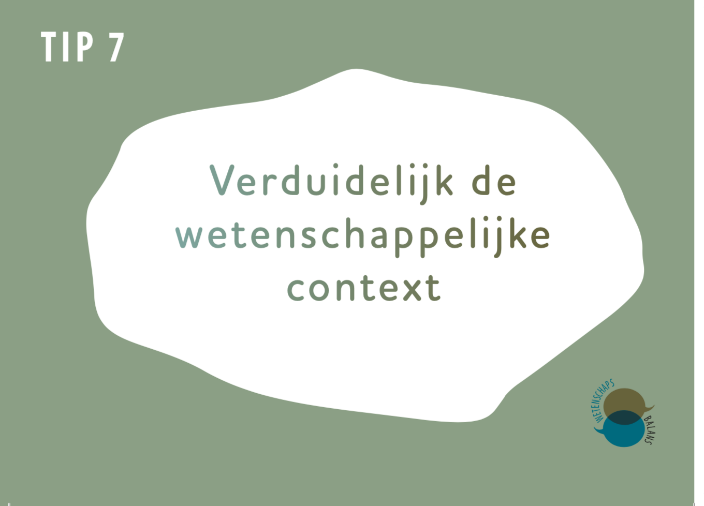 TIP 7
Verduidelijk de
wetenschappelijke
context
WETENSCHAPS
BALANS